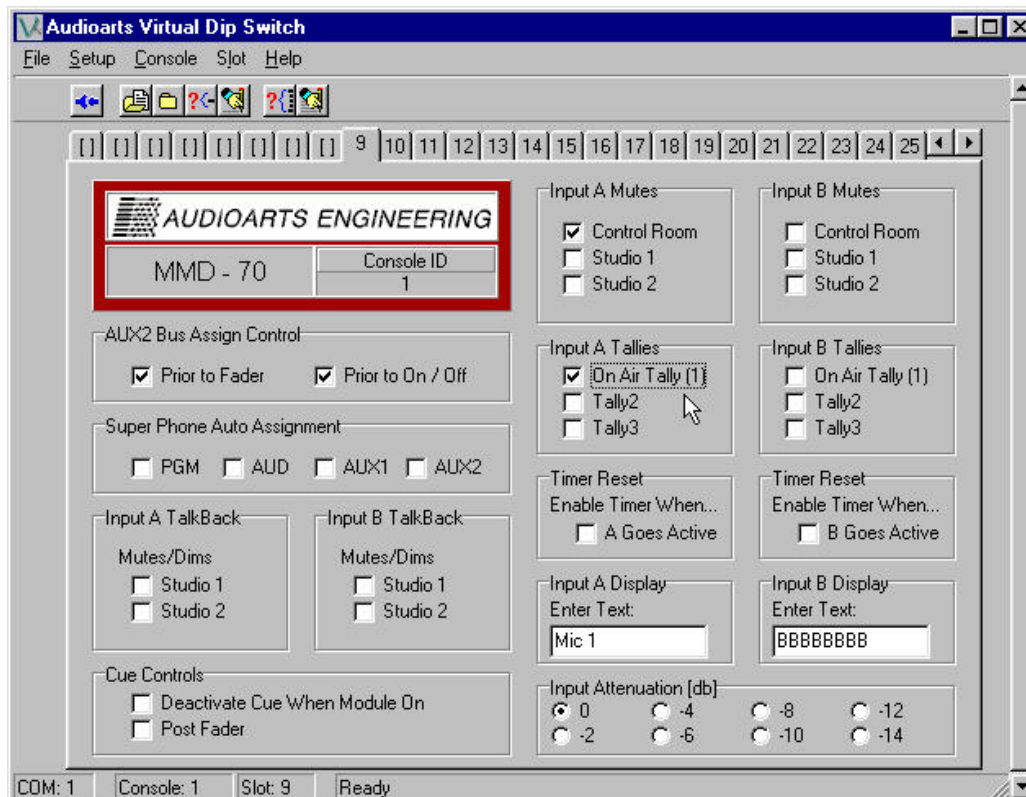 Audioarts Virtual Dip Switch
File Setup Console Slot Help
[ ] [ ] [ ] [ ] [ ] [ ] [ ] [ ] 9 10 11 12 13 14 15 16 17 18 19 20 21 22 23 24 25
AUDIOARTS ENGINEERING
MMD - 70
Console ID
1
AUX2 Bus Assign Control
Prior to Fader Prior to On / Off
Super Phone Auto Assignment
PGM AUD AUX1 AUX2
Input A TalkBack
Mutes/Dims
Studio 1
Studio 2
Input B TalkBack
Mutes/Dims
Studio 1
Studio 2
Cue Controls
Deactivate Cue When Module On
Post Fader
Input A Mutes
Control Room
Studio 1
Studio 2
Input B Mutes
Control Room
Studio 1
Studio 2
Input A Tallies
On Air Tally (1)
Tally2
Tally3
Input B Tallies
On Air Tally (1)
Tally2
Tally3
Timer Reset
Enable Timer When...
A Goes Active
Timer Reset
Enable Timer When...
B Goes Active
Input A Display
Enter Text:
Mic 1
Input B Display
Enter Text:
BBBBBBBB
Input Attenuation [db]
0 -4 -8 -12
-2 -6 -10 -14
COM: 1 Console: 1 Slot: 9 Ready